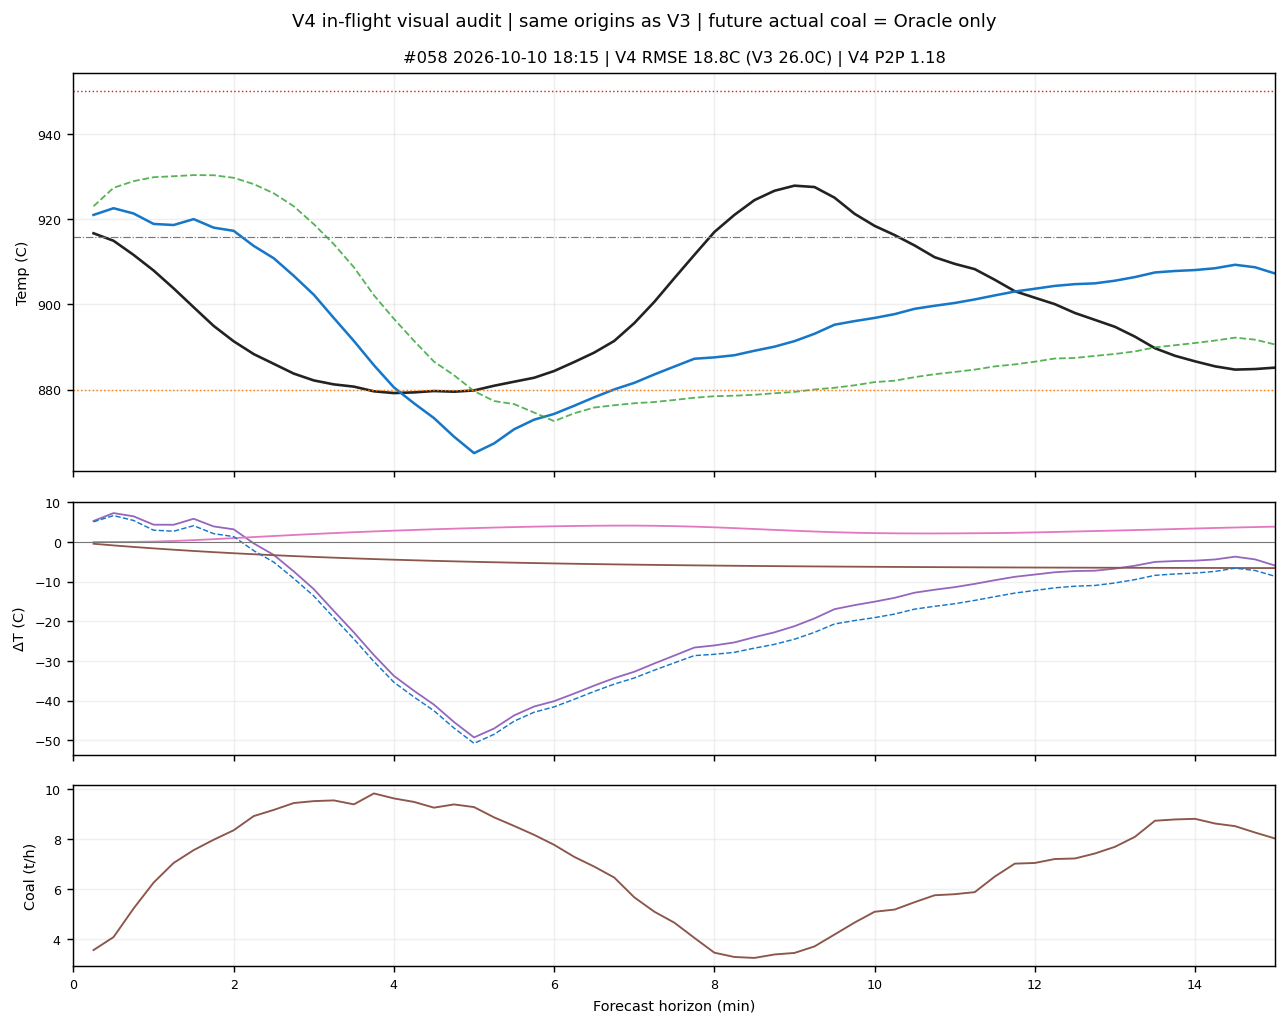 V4 in-flight visual audit | same origins as V3 | future actual coal = Oracle only
#058 2026-10-10 18:15 | V4 RMSE 18.8C (V3 26.0C) | V4 P2P 1.18
940
920
900
880
Temp (C)
10
0
−10
−20
−30
−40
−50
ΔT (C)
10
8
6
4
Coal (t/h)
0 2 4 6 8 10 12 14
Forecast horizon (min)